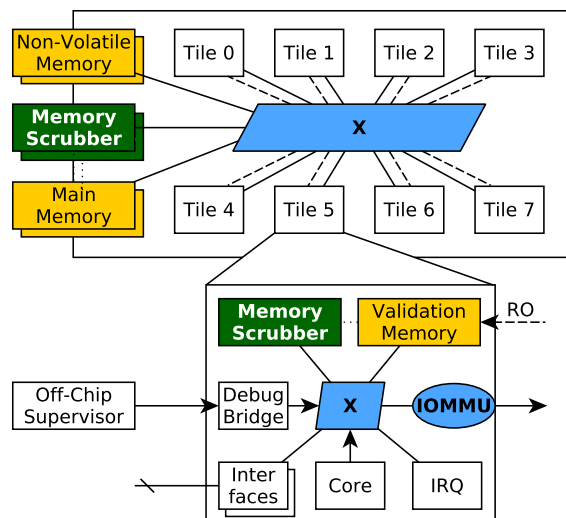 Non-Volatile
Memory
Tile 0
Tile 1
Tile 2
Tile 3
Memory
Scrubber
X
Main
Memory
Tile 4
Tile 5
Tile 6
Tile 7
Memory
Scrubber
Validation
Memory
RO
Off-Chip
Supervisor
Debug
Bridge
X
IOMMU
Inter
faces
Core
IRQ